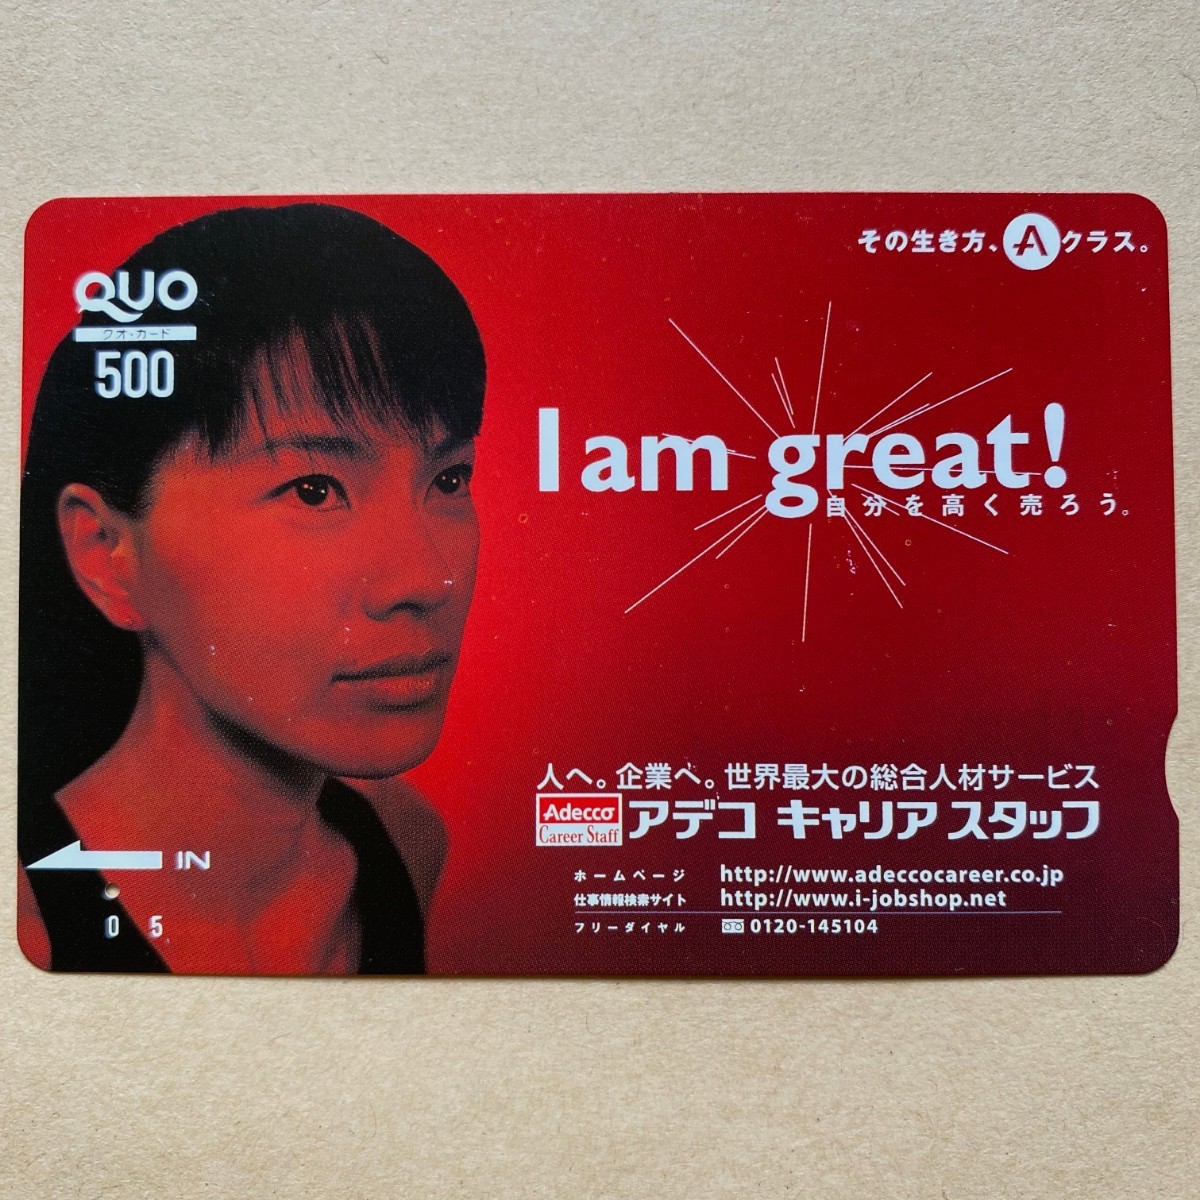 QUO
クオ・カード
500
その生き方、Aクラス。
I am great!
自分を高く売ろう。
人へ。企業へ。世界最大の総合人材サービス
Adecco
Career Staff
アデコ キャリア スタッフ
ホームページ http://www.adeccocareer.co.jp
仕事情報検索サイト http://www.i-jobshop.net
フリーダイヤル 0120-145104
IN
0 5